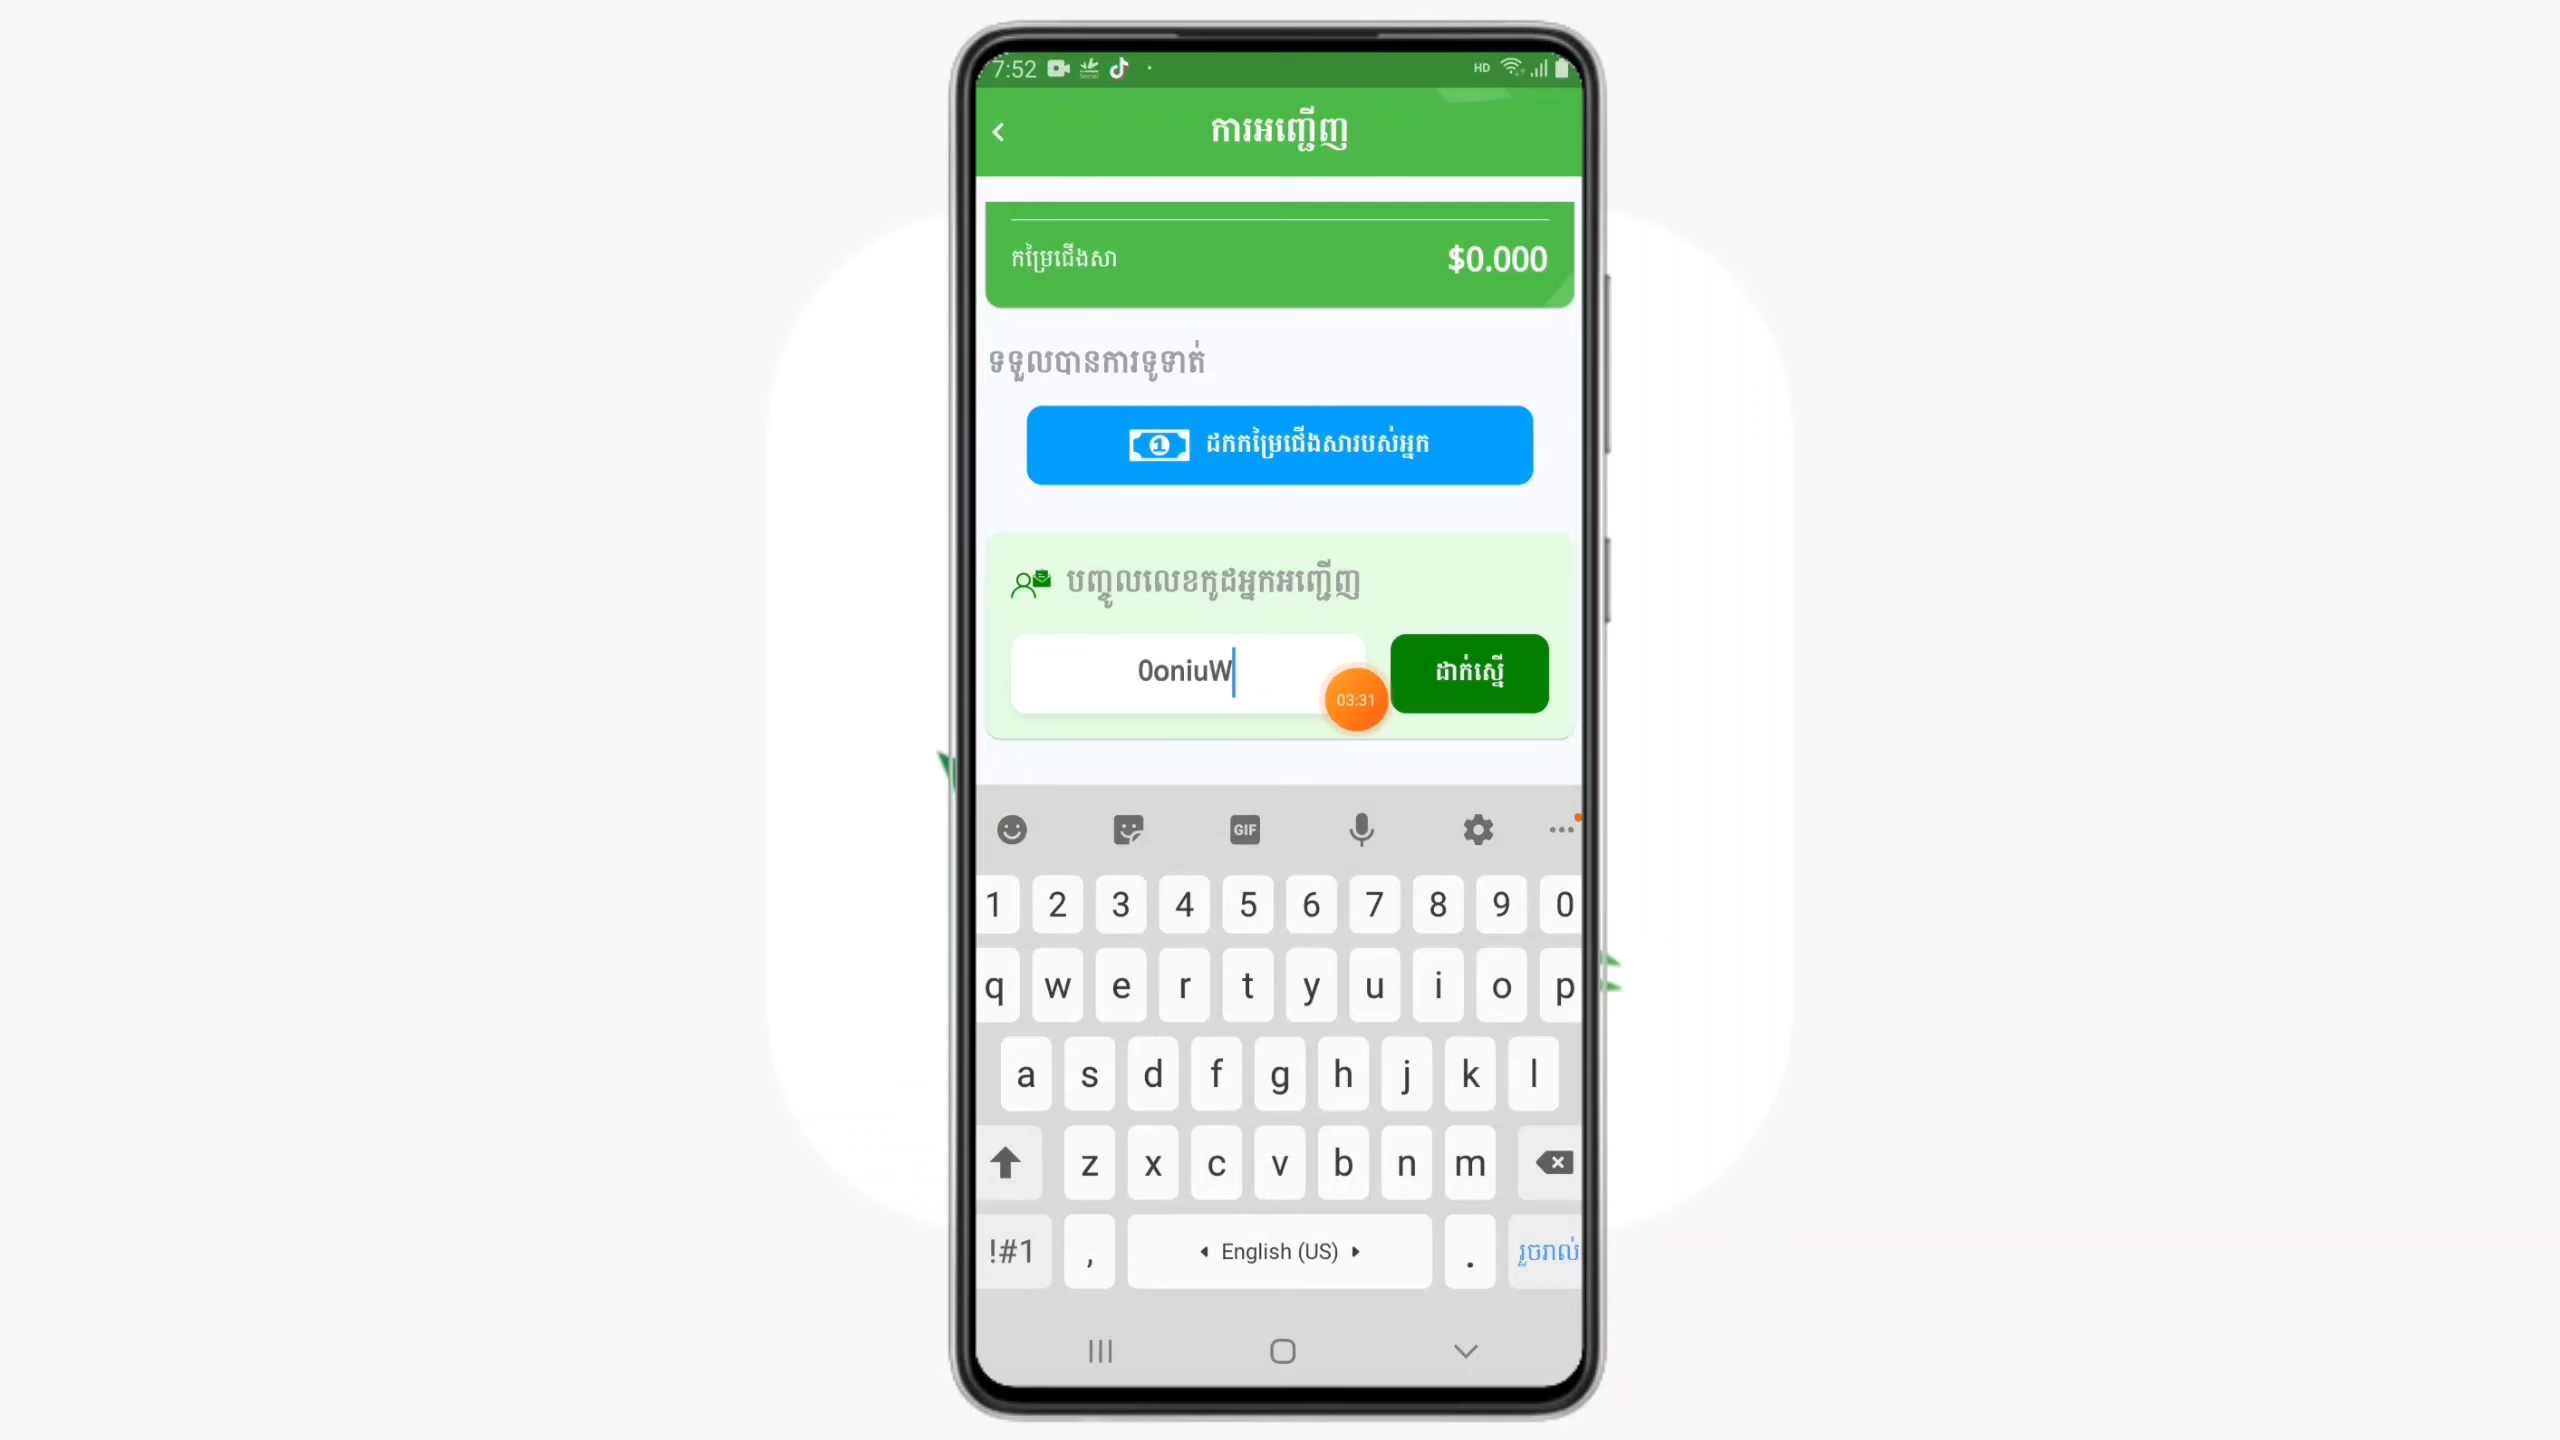 7:52
HD
ការអញ្ជើញ
កម្រៃជើងសា
$0.000
ទទួលបានការទូទាត់
ដកកម្រៃជើងសារបស់អ្នក
បញ្ចូលលេខកូដអ្នកអញ្ជើញ
0oniuW
ដាក់ស្នើ
03:31
GIF
1 2 3 4 5 6 7 8 9 0
q w e r t y u i o p
a s d f g h j k l
z x c v b n m
!#1 , English (US) . រួចរាល់